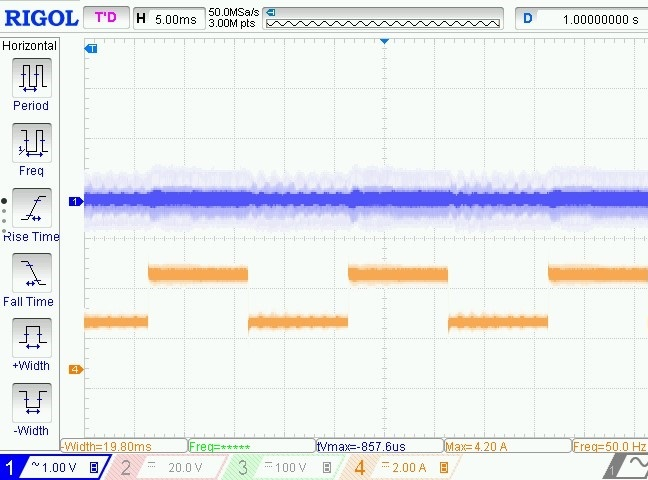 RIGOL T'D H 5.00ms 50.0MSa/s 3.00M pts D 1.00000000 s
Horizontal
T
Period
Freq
1
Rise Time
Fall Time
+Width
4
-Width
-Width=19.80ms Freq=***** tVmax=-857.6us Max=4.20 A Freq=50.0 Hz
1 ~ 1.00 V B 2 20.0 V 3 100 V B 4 2.00 A B 1